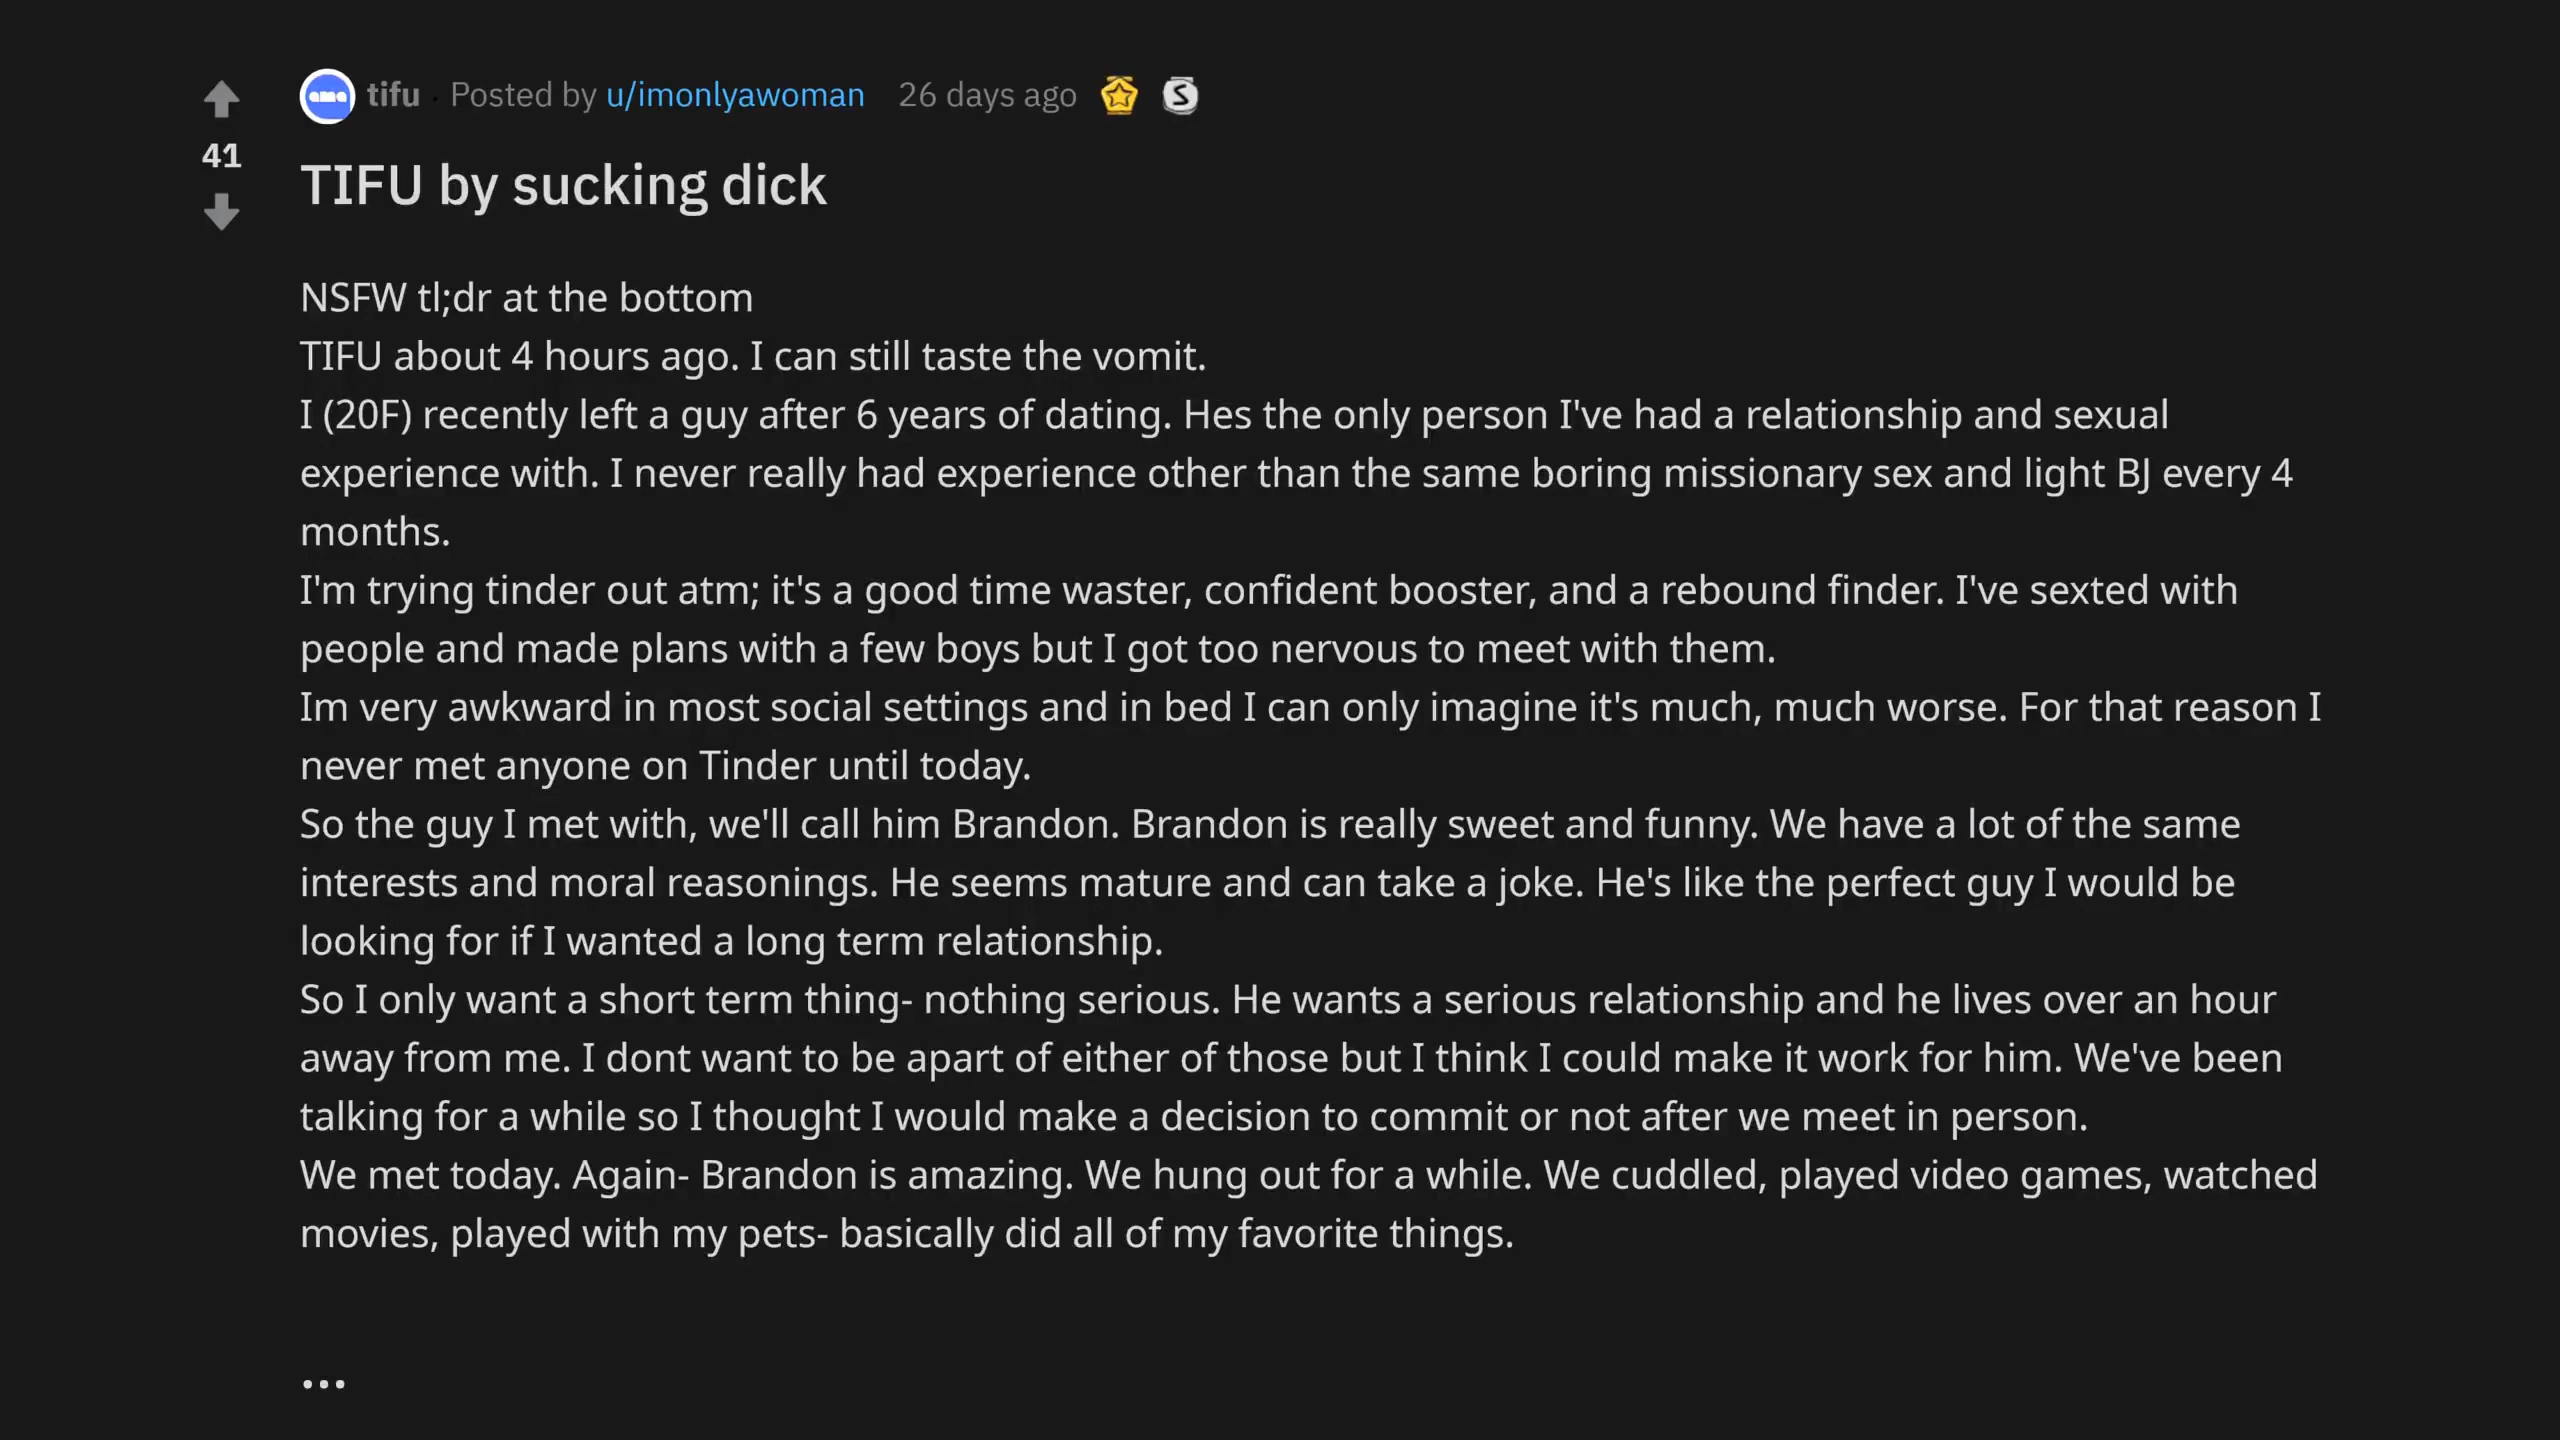 tifu · Posted by u/imonlyawoman 26 days ago
41
TIFU by sucking dick
NSFW tl;dr at the bottom
TIFU about 4 hours ago. I can still taste the vomit.
I (20F) recently left a guy after 6 years of dating. Hes the only person I've had a relationship and sexual
experience with. I never really had experience other than the same boring missionary sex and light BJ every 4
months.
I'm trying tinder out atm; it's a good time waster, confident booster, and a rebound finder. I've sexted with
people and made plans with a few boys but I got too nervous to meet with them.
Im very awkward in most social settings and in bed I can only imagine it's much, much worse. For that reason I
never met anyone on Tinder until today.
So the guy I met with, we'll call him Brandon. Brandon is really sweet and funny. We have a lot of the same
interests and moral reasonings. He seems mature and can take a joke. He's like the perfect guy I would be
looking for if I wanted a long term relationship.
So I only want a short term thing- nothing serious. He wants a serious relationship and he lives over an hour
away from me. I dont want to be apart of either of those but I think I could make it work for him. We've been
talking for a while so I thought I would make a decision to commit or not after we meet in person.
We met today. Again- Brandon is amazing. We hung out for a while. We cuddled, played video games, watched
movies, played with my pets- basically did all of my favorite things.
...